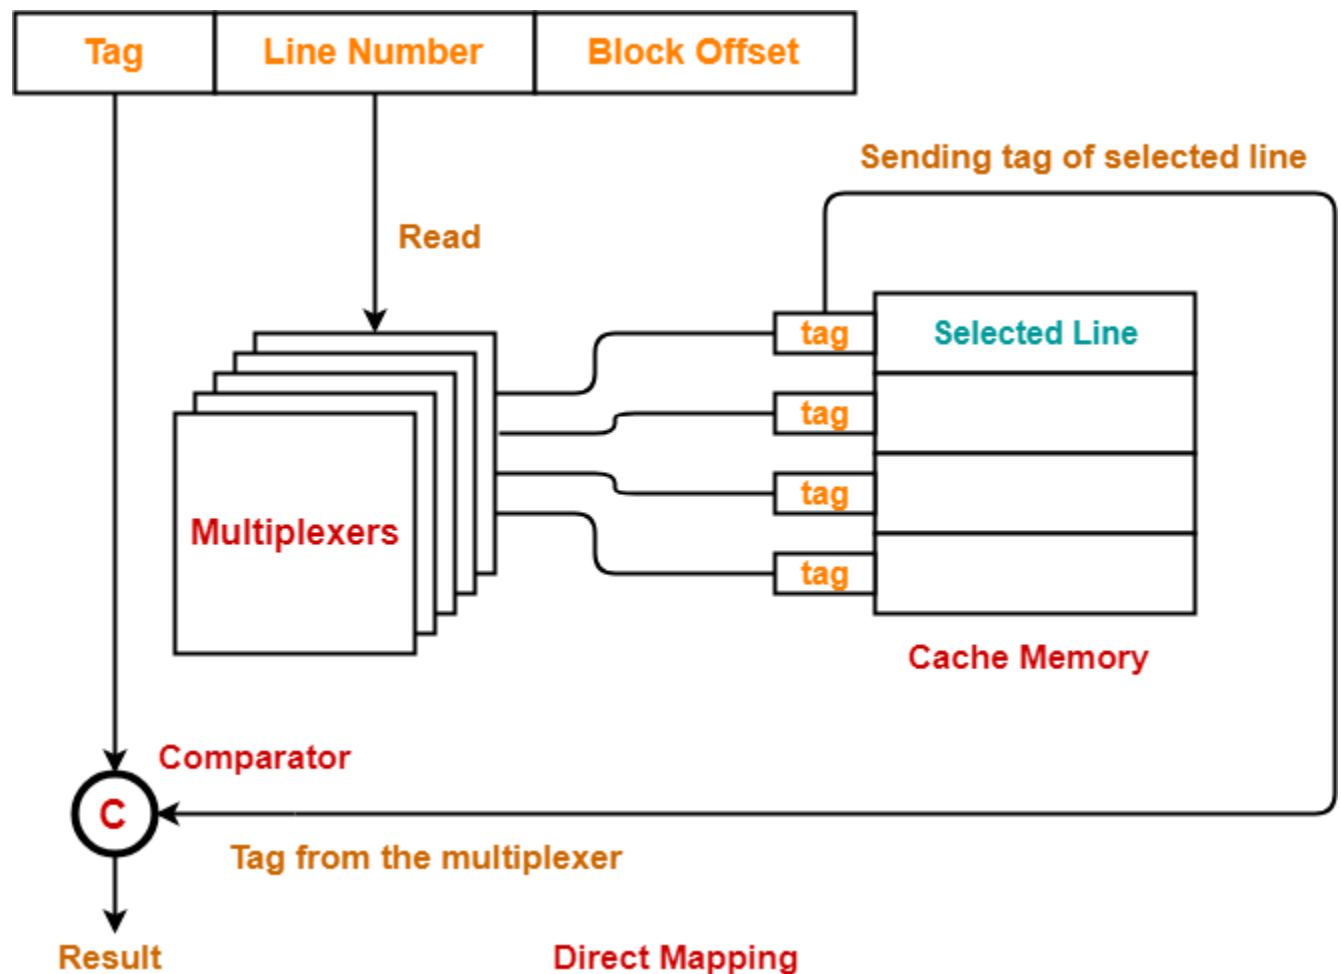 Tag Line Number Block Offset
Sending tag of selected line
Read
tag Selected Line
tag
tag
Multiplexers
tag
Cache Memory
Comparator
C
Tag from the multiplexer
Result
Direct Mapping